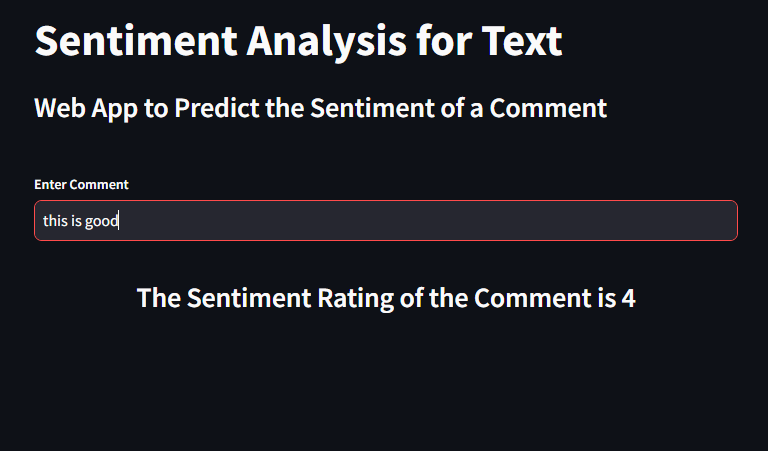 Sentiment Analysis for Text
Web App to Predict the Sentiment of a Comment
Enter Comment
this is good
The Sentiment Rating of the Comment is 4